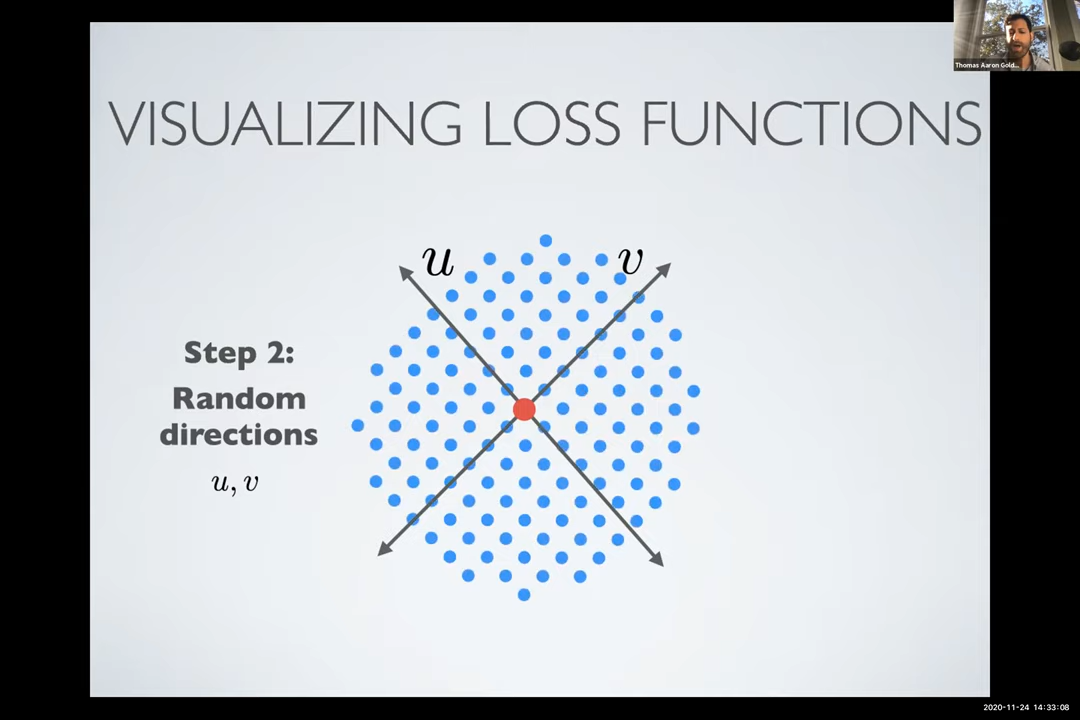 Thomas Aaron Gold...
VISUALIZING LOSS FUNCTIONS
u
v
Step 2:
Random
directions
u, v
2020-11-24 14:33:08